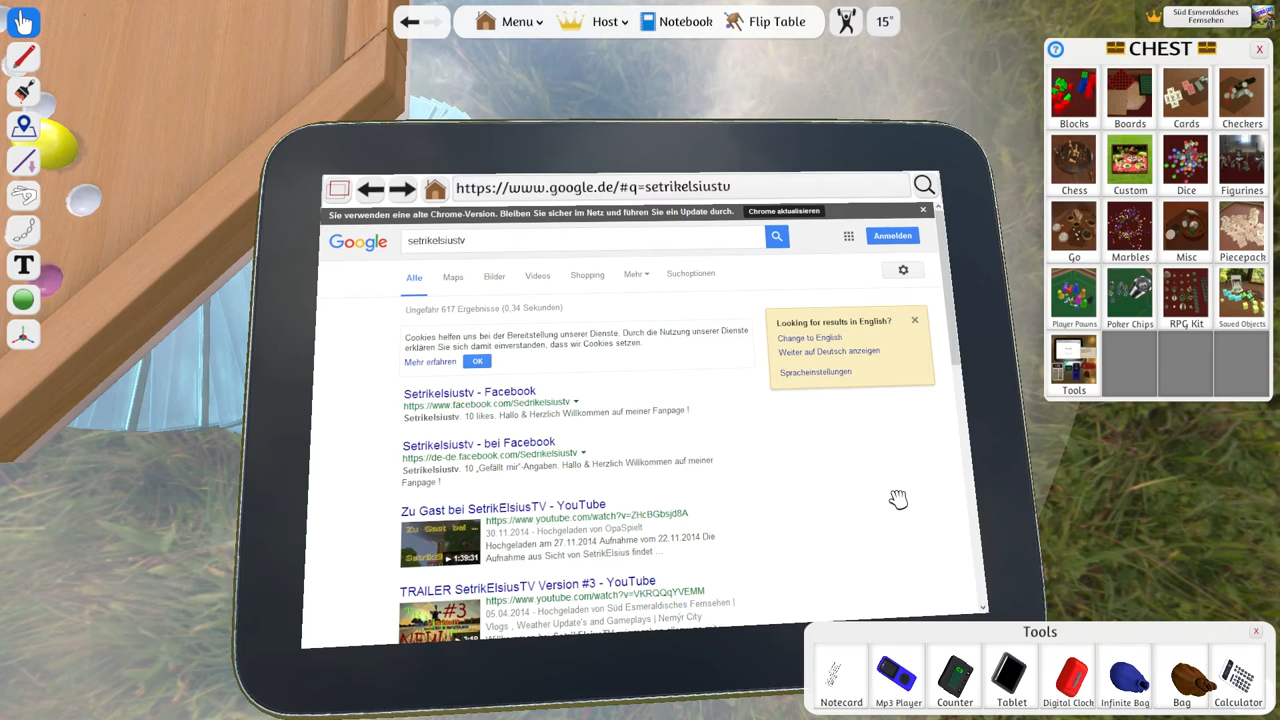 Menu
Host
Notebook
Flip Table
15°
Süd Esmeraldisches
Fernsehen
?
CHEST
X
Blocks
Boards
Cards
Checkers
Chess
Custom
Dice
Figurines
Go
Marbles
Misc
Piecepack
Player Pawns
Poker Chips
RPG Kit
Saved Objects
Tools
T
https://www.google.de/#q=setrikelsiustv
Sie verwenden eine alte Chrome-Version. Bleiben Sie sicher im Netz und führen Sie ein Update durch.
Chrome aktualisieren
×
Google
setrikelsiustv
Anmelden
Alle
Maps
Bilder
Videos
Shopping
Mehr
Suchoptionen
Ungefähr 617 Ergebnisse (0,34 Sekunden)
Cookies helfen uns bei der Bereitstellung unserer Dienste. Durch die Nutzung unserer Dienste
erklären Sie sich damit einverstanden, dass wir Cookies setzen.
Mehr erfahren
OK
Looking for results in English?
Change to English
Weiter auf Deutsch anzeigen
Spracheinstellungen
Setrikelsiustv - Facebook
https://www.facebook.com/Sedrikelsiustv
Setrikelsiustv. 10 likes. Hallo & Herzlich Willkommen auf meiner Fanpage !
Setrikelsiustv - bei Facebook
https://de-de.facebook.com/Sedrikelsiustv
Setrikelsiustv. 10 „Gefällt mir“-Angaben. Hallo & Herzlich Willkommen auf meiner
Fanpage !
Zu Gast bei SetrikElsiusTV - YouTube
https://www.youtube.com/watch?v=ZHcBGbsjd8A
30.11.2014 - Hochgeladen von OpaSpielt
Hochgeladen am 27.11.2014 Aufnahme vom 22.11.2014 Die
Aufnahme aus Sicht von SetrikElsius findet ...
Zu Gast bei ...
1:39:31
TRAILER SetrikElsiusTV Version #3 - YouTube
https://www.youtube.com/watch?v=VKRQQqYVEMM
05.04.2014 - Hochgeladen von Süd Esmeraldisches Fernsehen |
Vlogs , Weather Update's and Gameplays | Nemýr City
#3
Tools
X
Notecard
Mp3 Player
Counter
Tablet
Digital Clock
Infinite Bag
Bag
Calculator